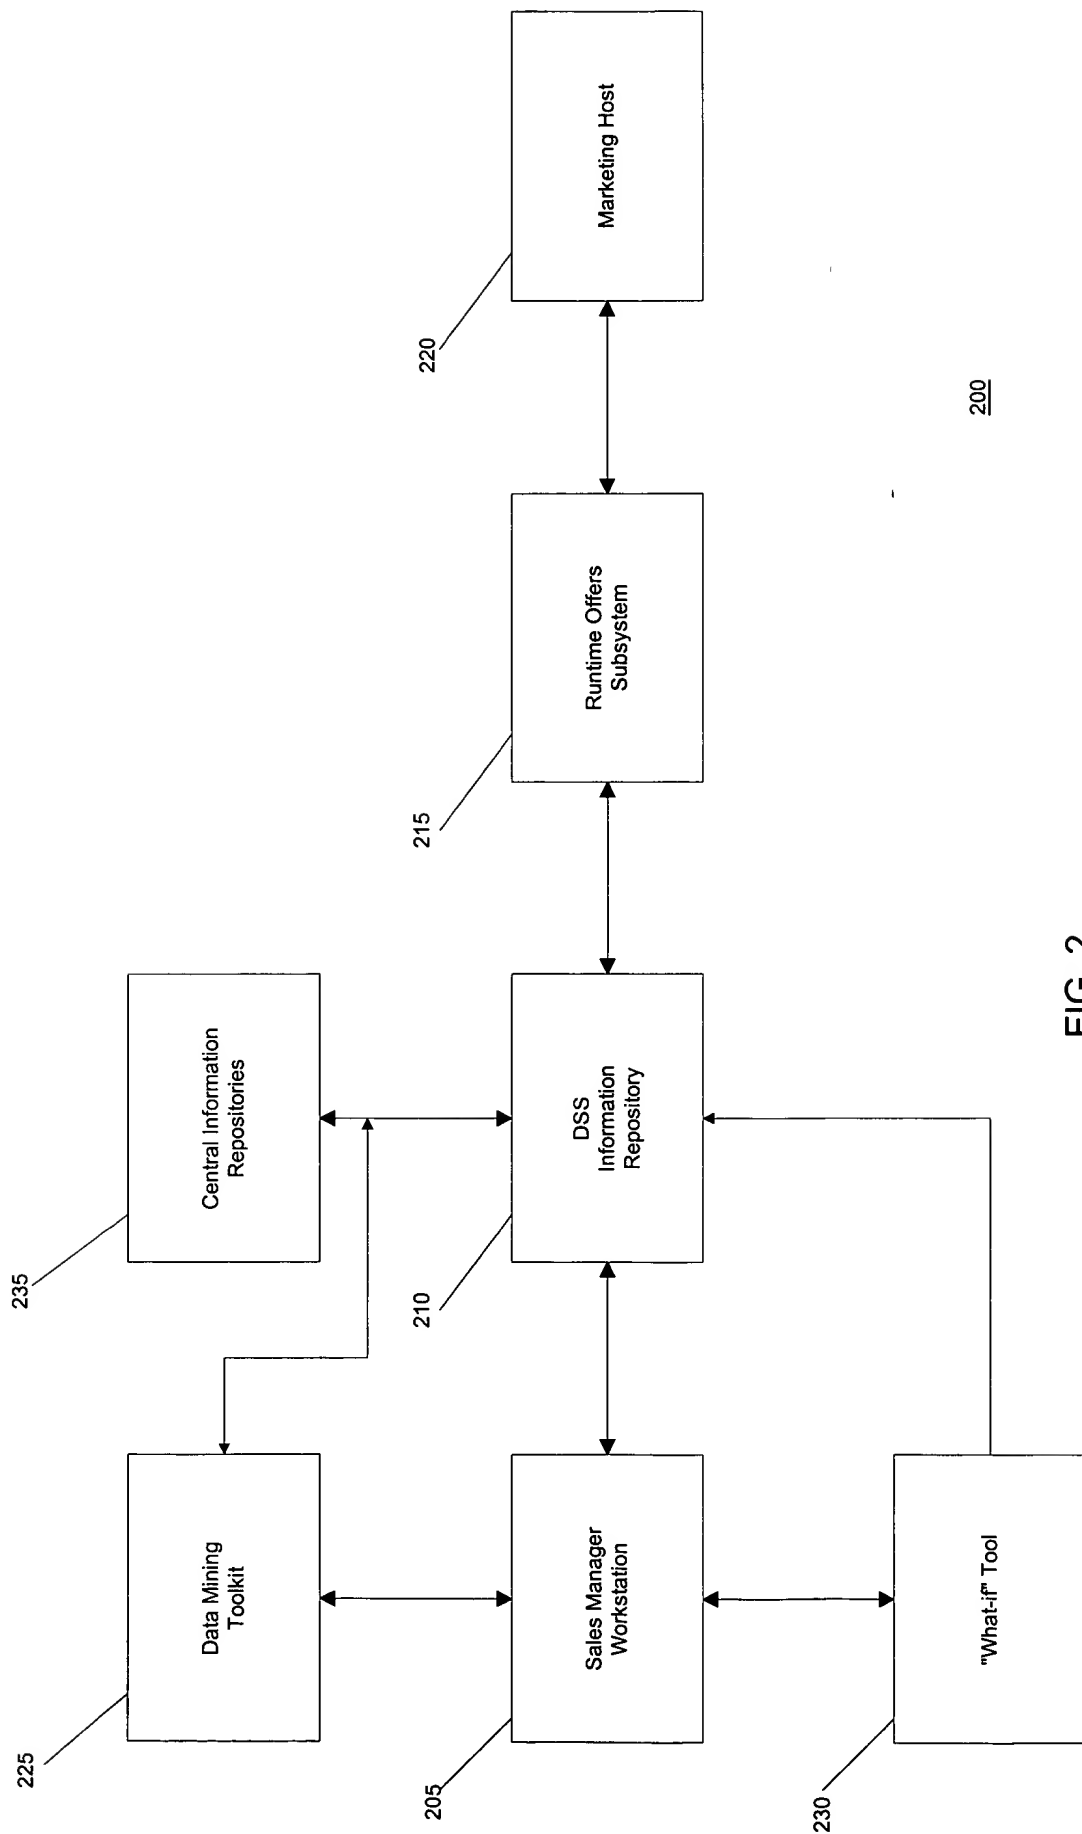 225
Data Mining
Toolkit
235
Central Information
Repositories
205
Sales Manager
Workstation
210
DSS
Information
Repository
215
Runtime Offers
Subsystem
220
Marketing Host
230
"What-if" Tool
200
FIG. 2